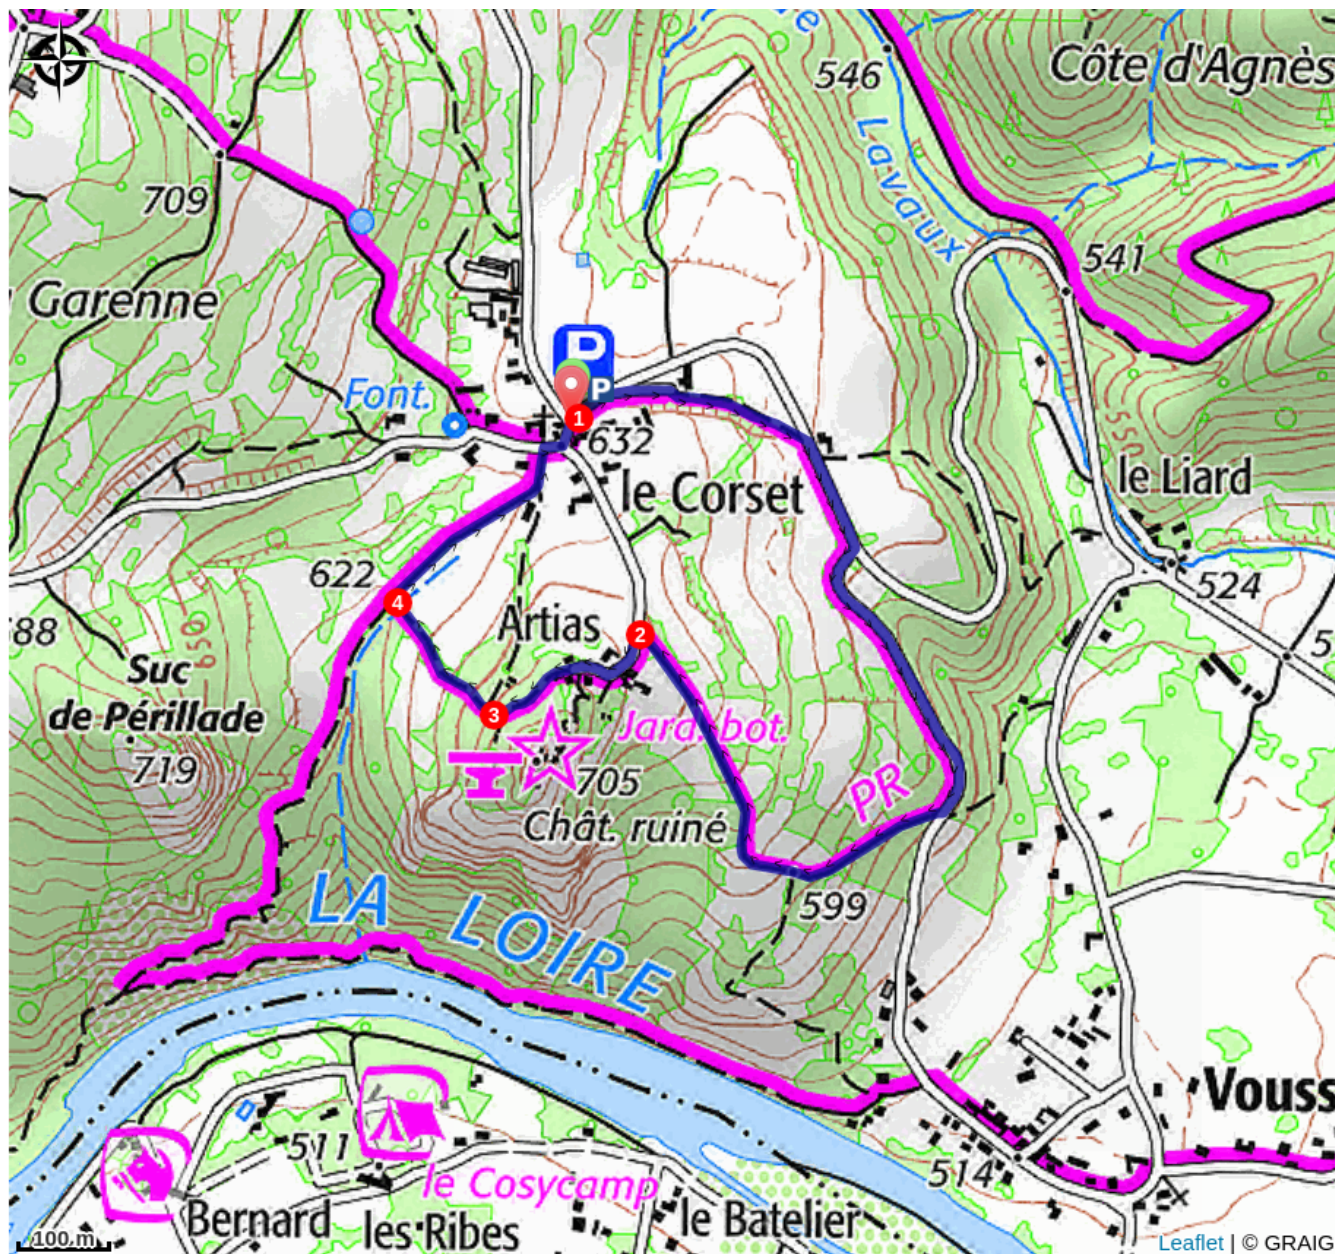 Côte d'Agnès
546
Lavaux
709
541
Garenne
P
P
Font.
1
632
550
le Corset
le Liard
622
4
524
88
650
Artias
2
Suc
de Périllade
719
3
Jard. bot.
705
Chât. ruiné
PR
599
LA LOIRE
Vouss
511
514
le Cosycamp
Bernard
les Ribes
le Batelier
100 m
Leaflet | © GRAIG